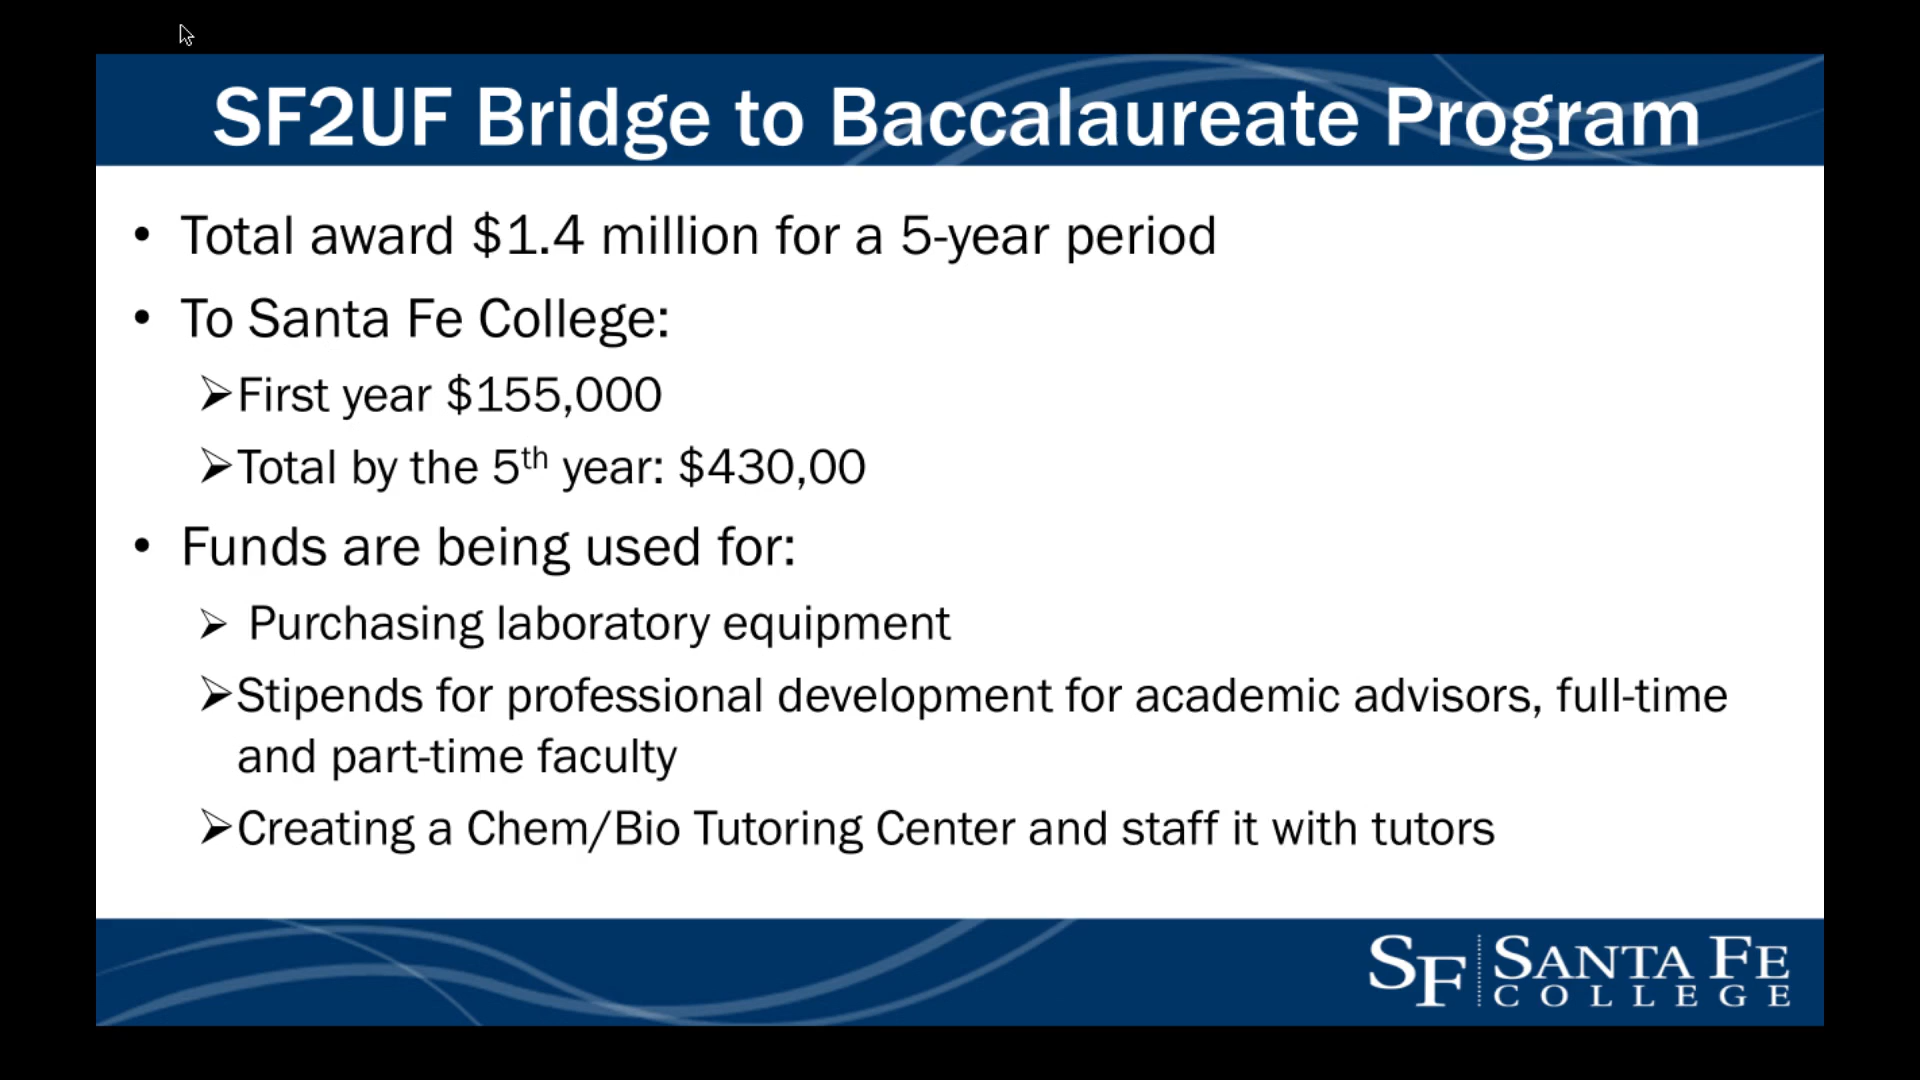 SF2UF Bridge to Baccalaureate Program
• Total award $1.4 million for a 5-year period
• To Santa Fe College:
➢First year $155,000
➢Total by the 5th year: $430,00
• Funds are being used for:
➢ Purchasing laboratory equipment
➢Stipends for professional development for academic advisors, full-time
and part-time faculty
➢Creating a Chem/Bio Tutoring Center and staff it with tutors
SF SANTA FE
COLLEGE